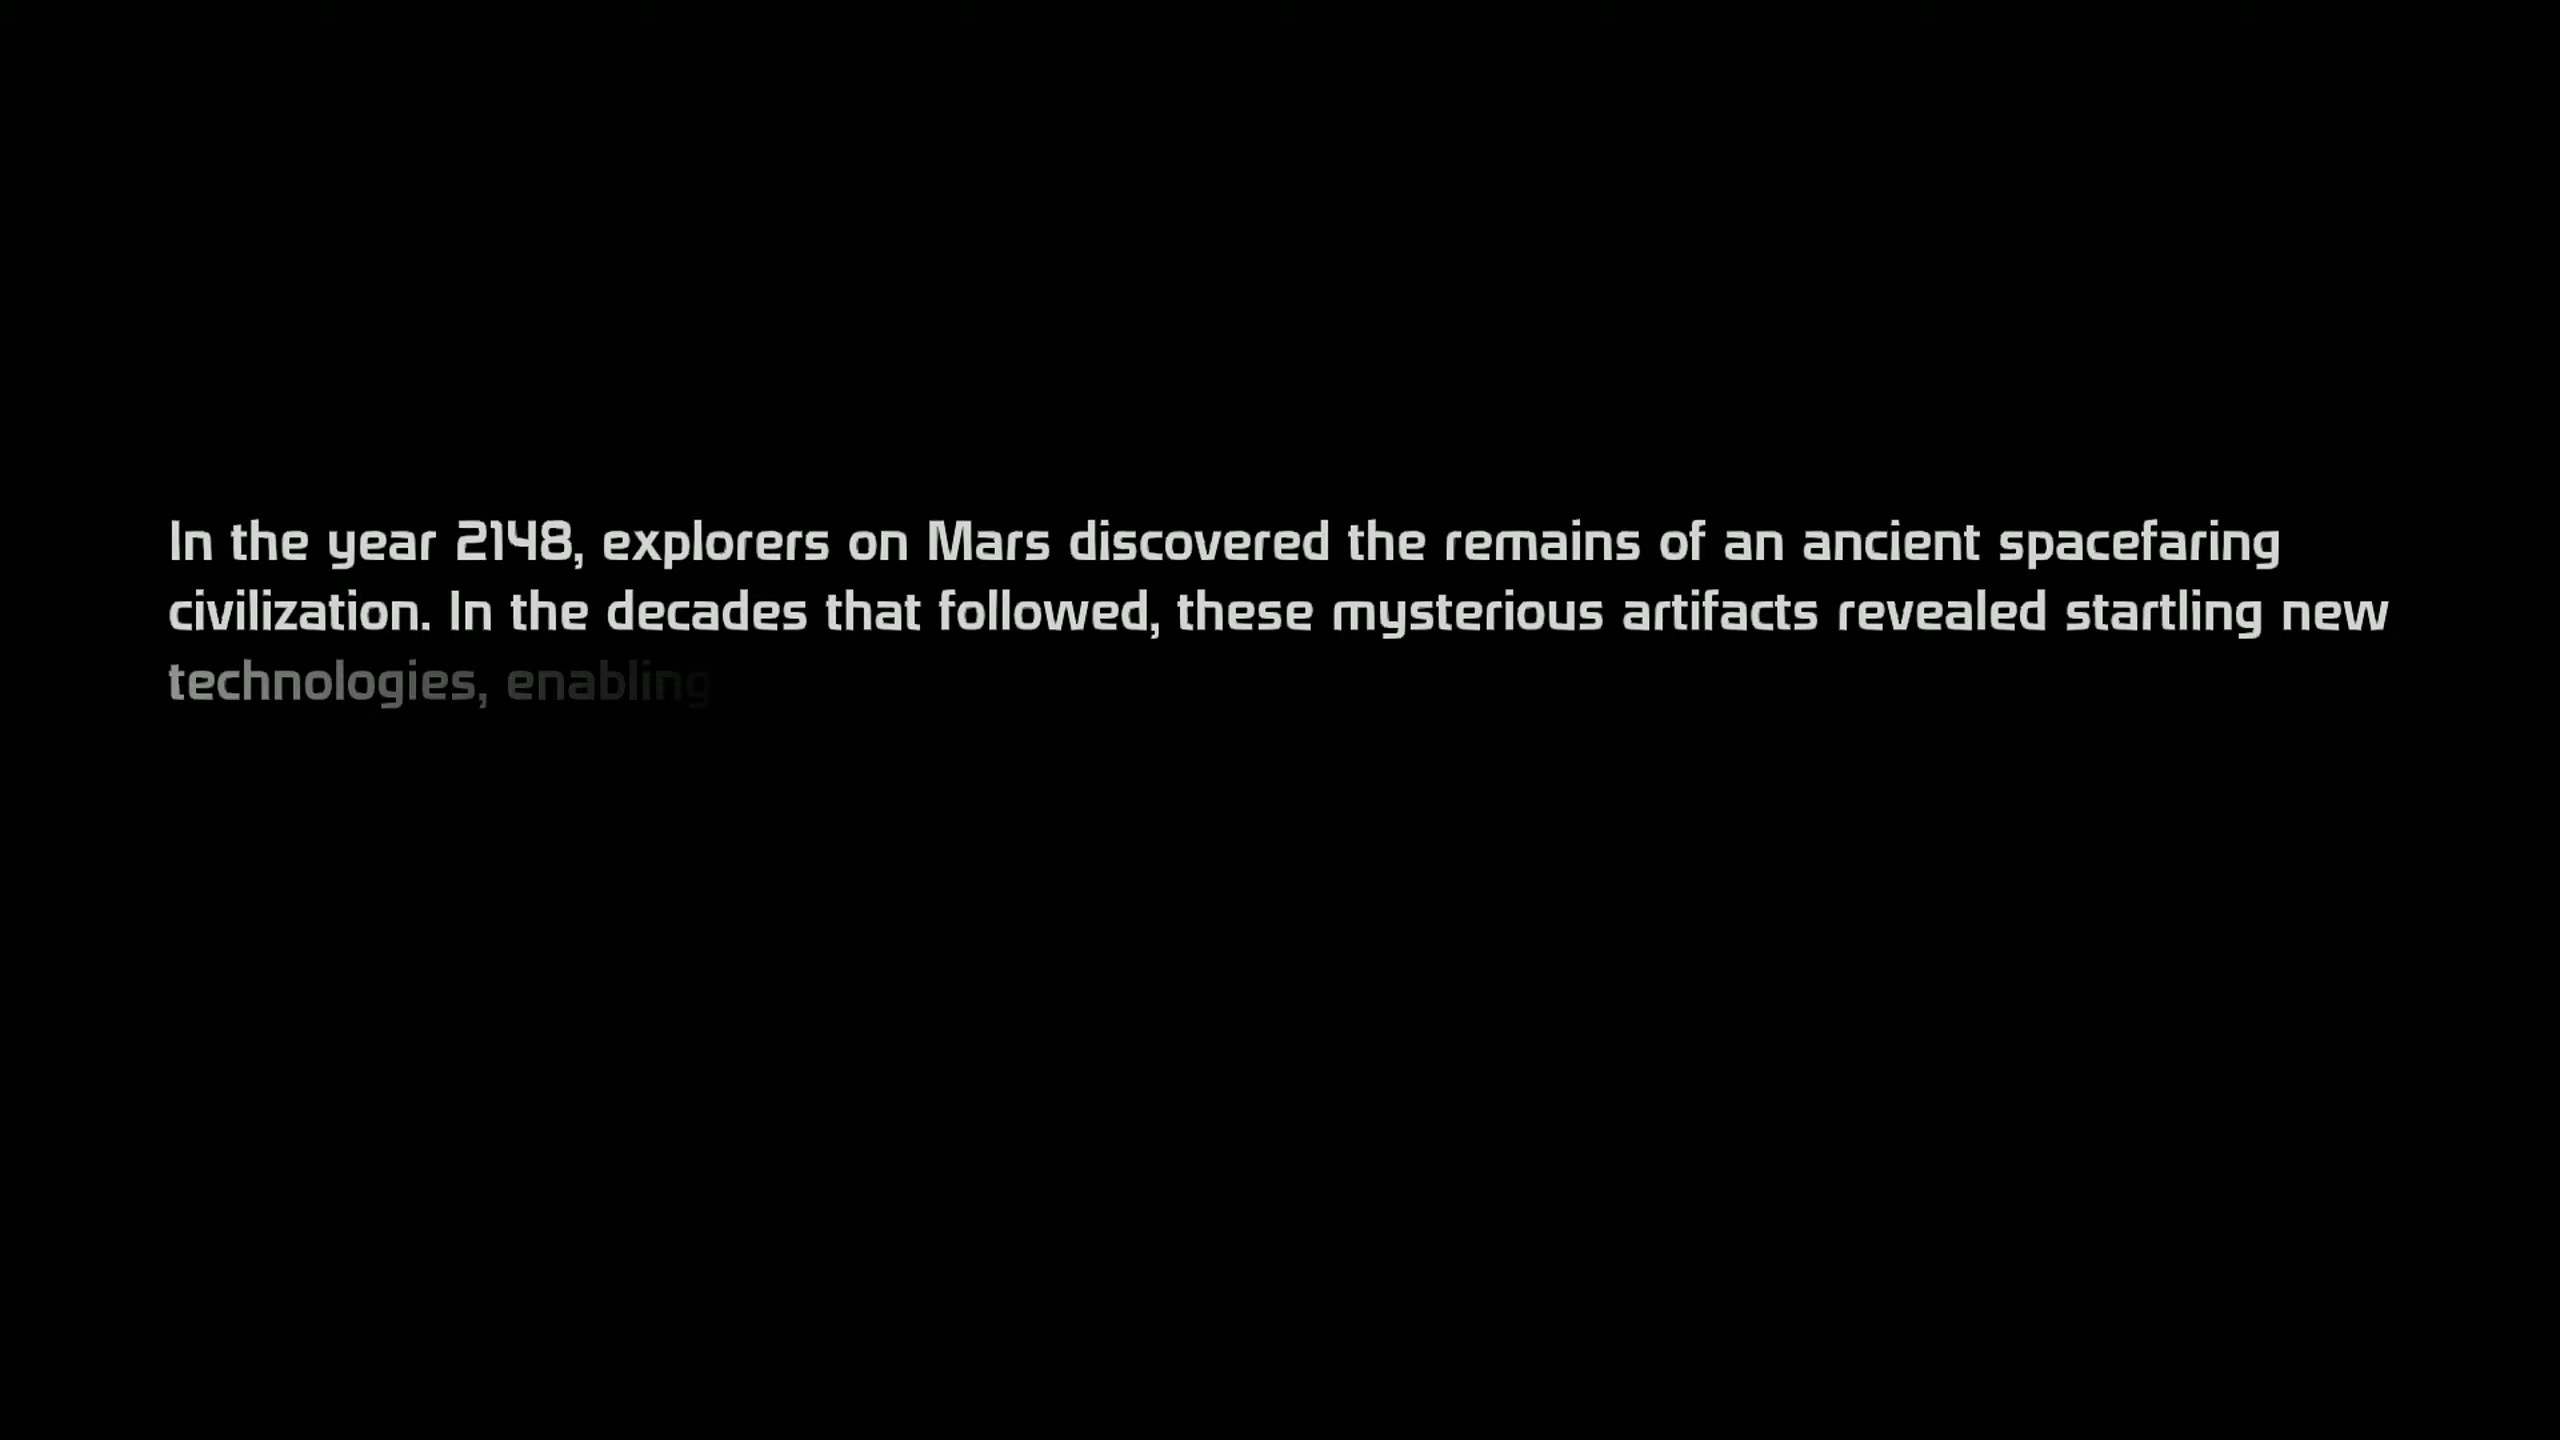 In the year 2148, explorers on Mars discovered the remains of an ancient spacefaring
civilization. In the decades that followed, these mysterious artifacts revealed startling new
technologies, enabling